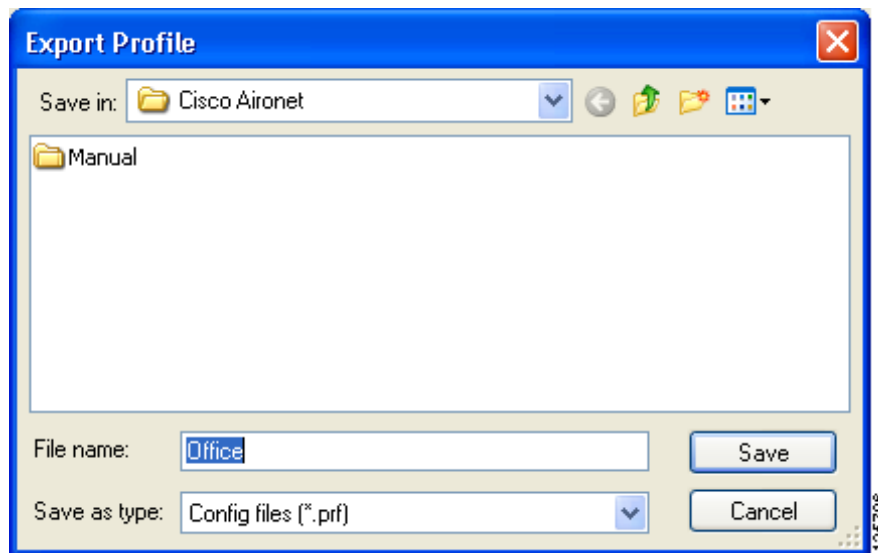 Export Profile
Save in: Cisco Aironet
Manual
File name: Office Save
Save as type: Config files (*.prf) Cancel